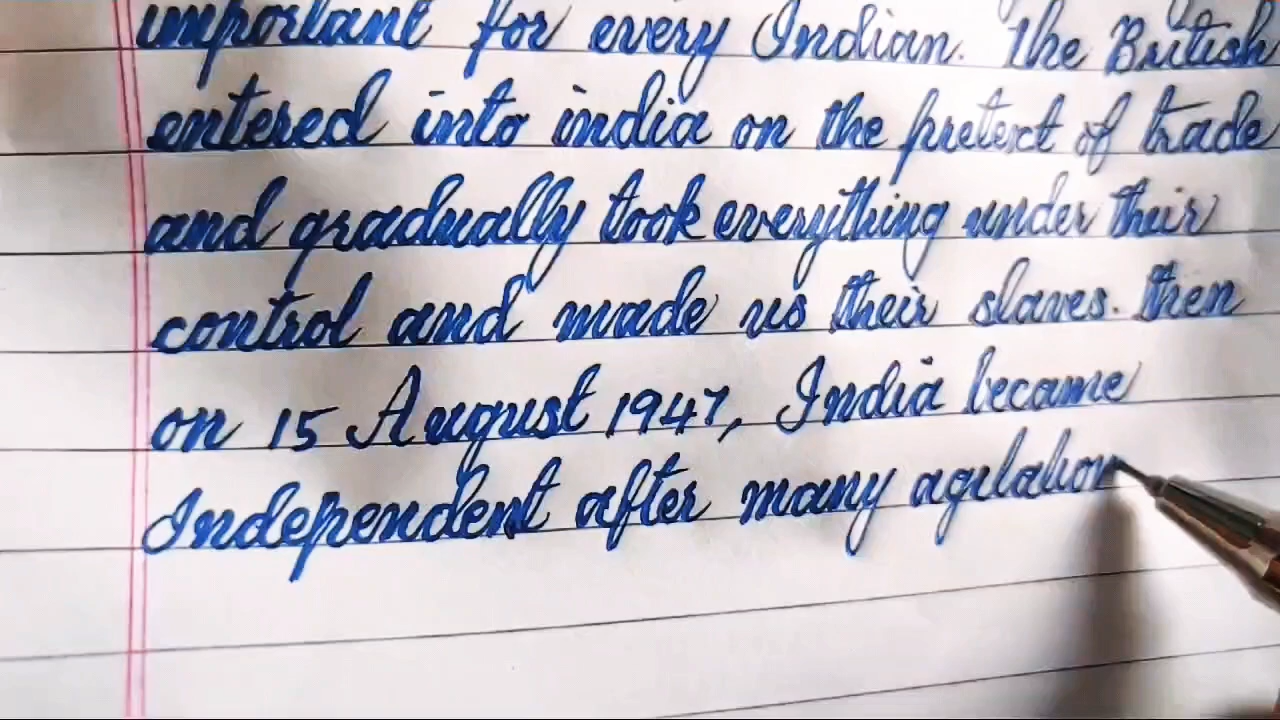 important for every Indian. The British
entered into india on the pretext of trade
and gradually took everything under their
control and made us their slaves. then
on 15 August 1947, India became
Independent after many agitation